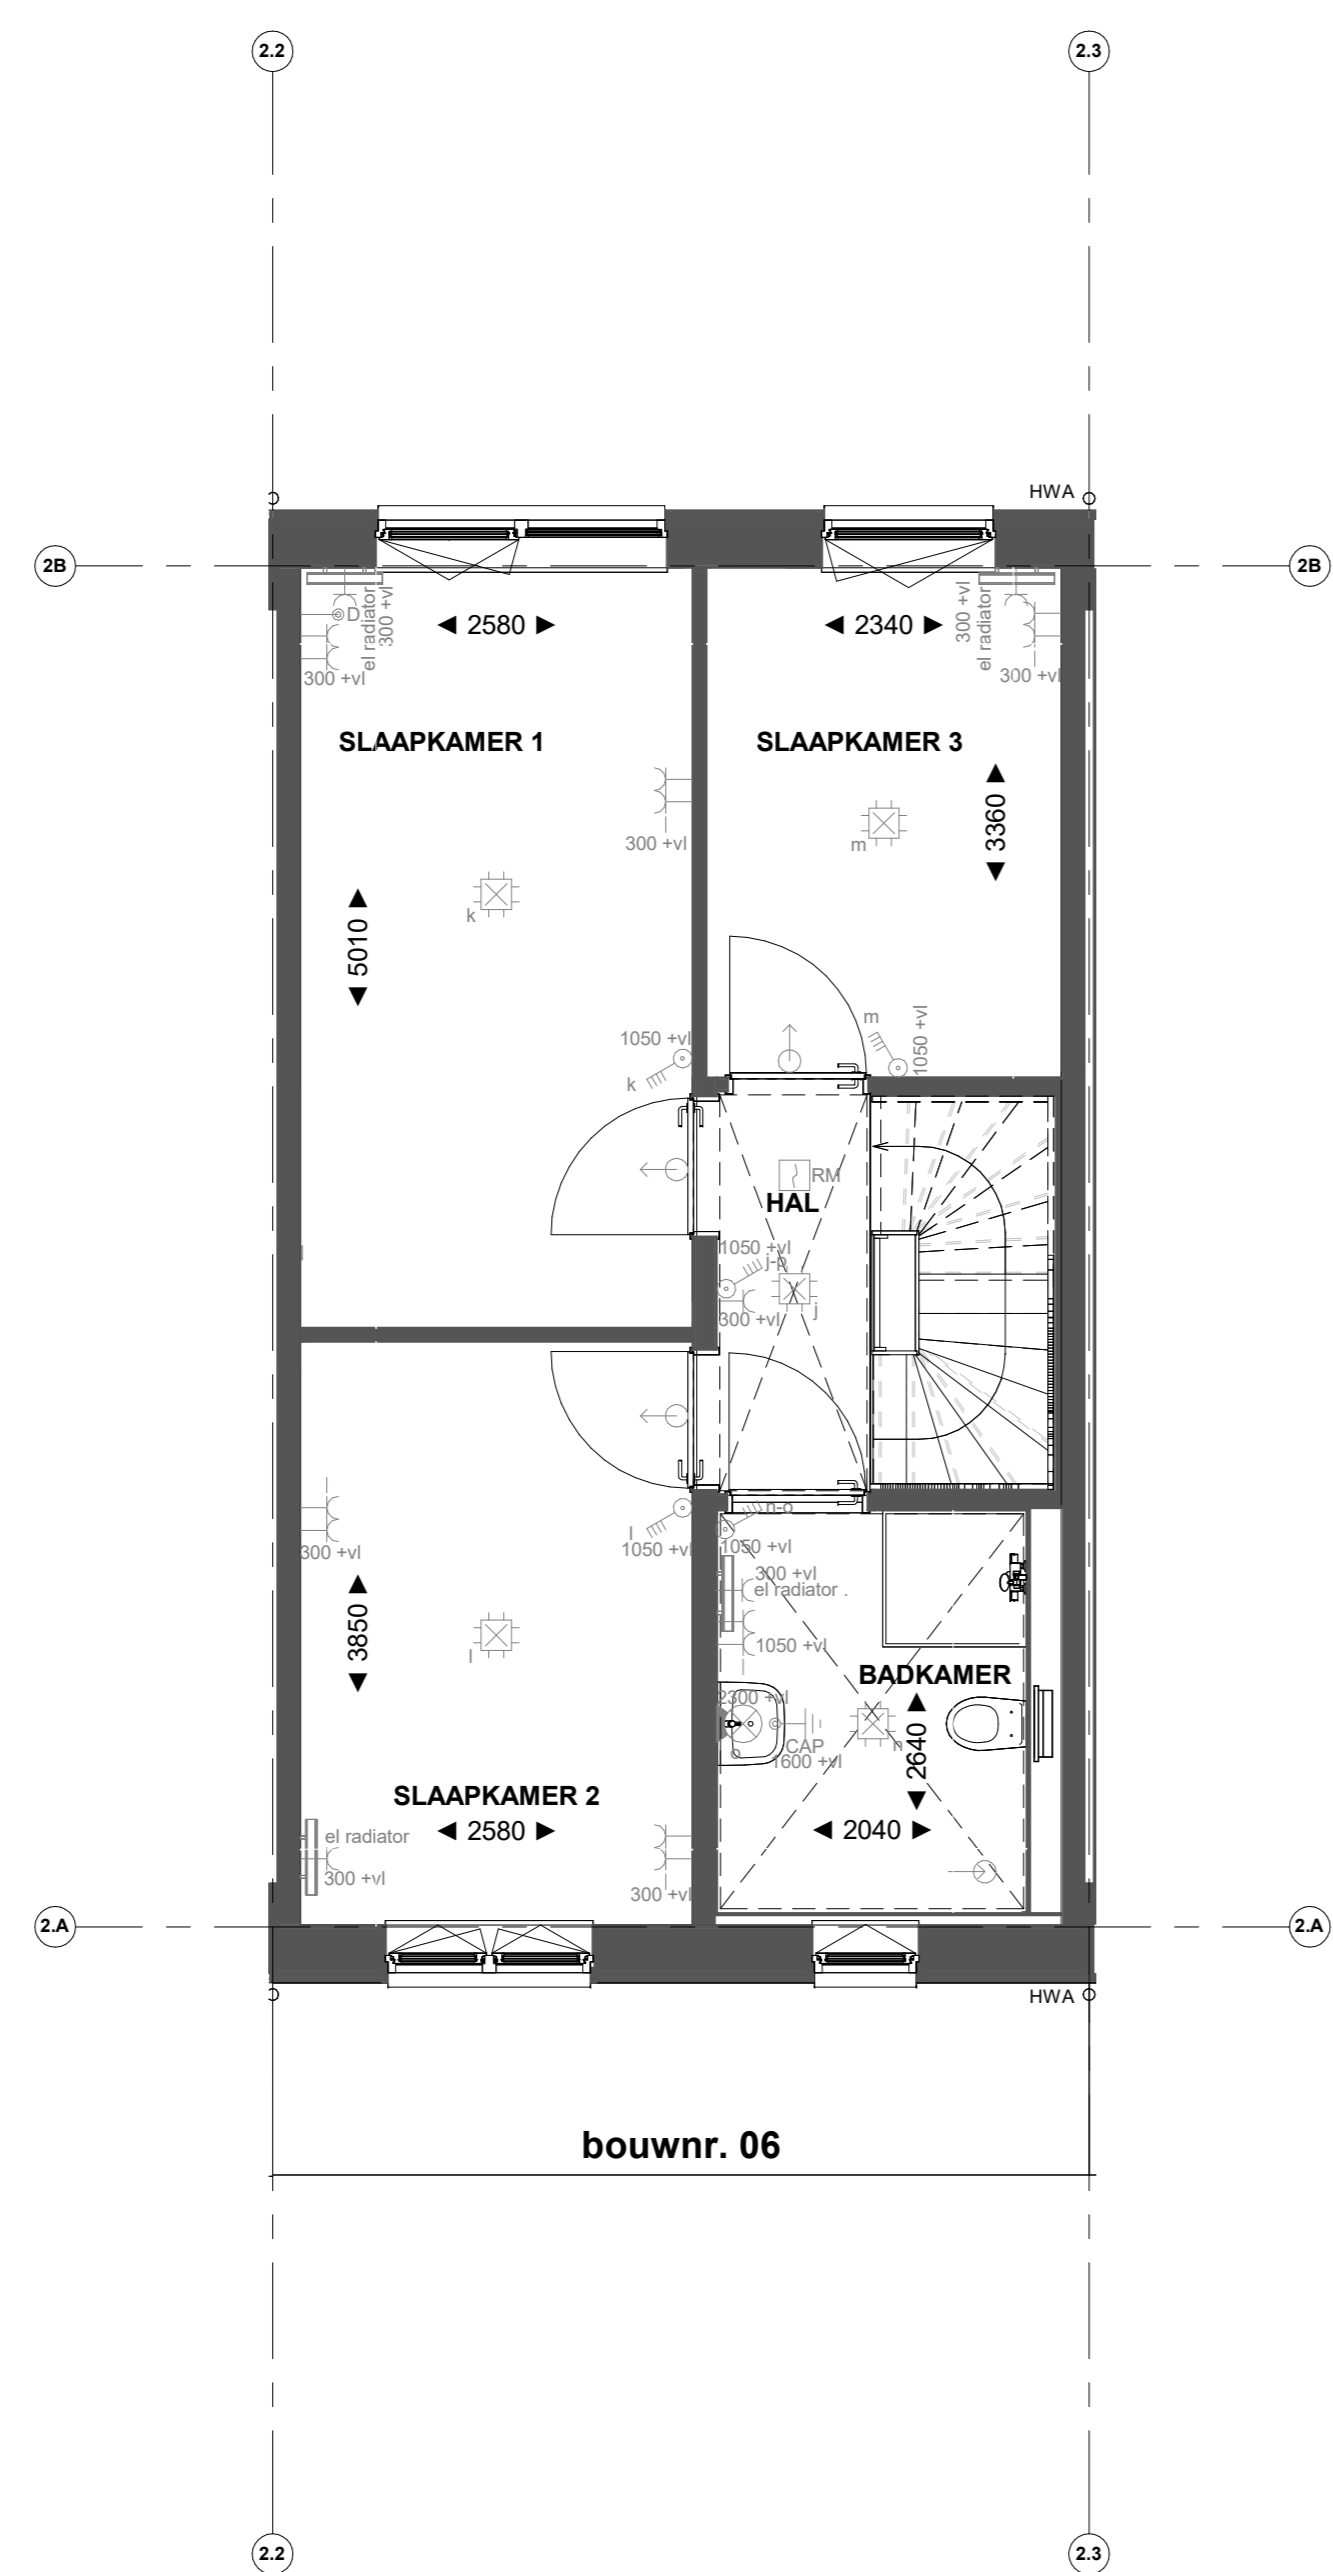 2.2
2.3
HWA
2B
2B
D
el radiator
300 +vl
300 +vl
◄ 2580 ►
◄ 2340 ►
300 +vl
el radiator
300 +vl
SLAAPKAMER 1
SLAAPKAMER 3
300 +vl
m
◄ 3360 ►
k
◄ 5010 ►
1050 +vl
k
m
1050 +vl
RM
HAL
1050 +vl
j-p
300 +vl
j
300 +vl
l
1050 +vl
n-o
1050 +vl
300 +vl
el radiator .
1050 +vl
◄ 3850 ►
l
BADKAMER
2300 +vl
CAP
1600 +vl
n
◄ 2640 ►
SLAAPKAMER 2
◄ 2580 ►
◄ 2040 ►
el radiator
300 +vl
300 +vl
2.A
2.A
HWA
bouwnr. 06
2.2
2.3